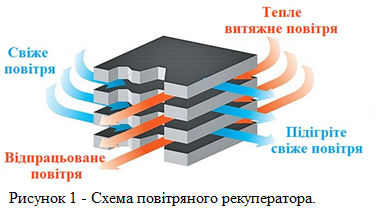 Тепле
витяжне повітря
Свіже
повітря
Відпрацьоване
повітря
Підігріте
свіже повітря
Рисунок 1 - Схема повітряного рекуператора.